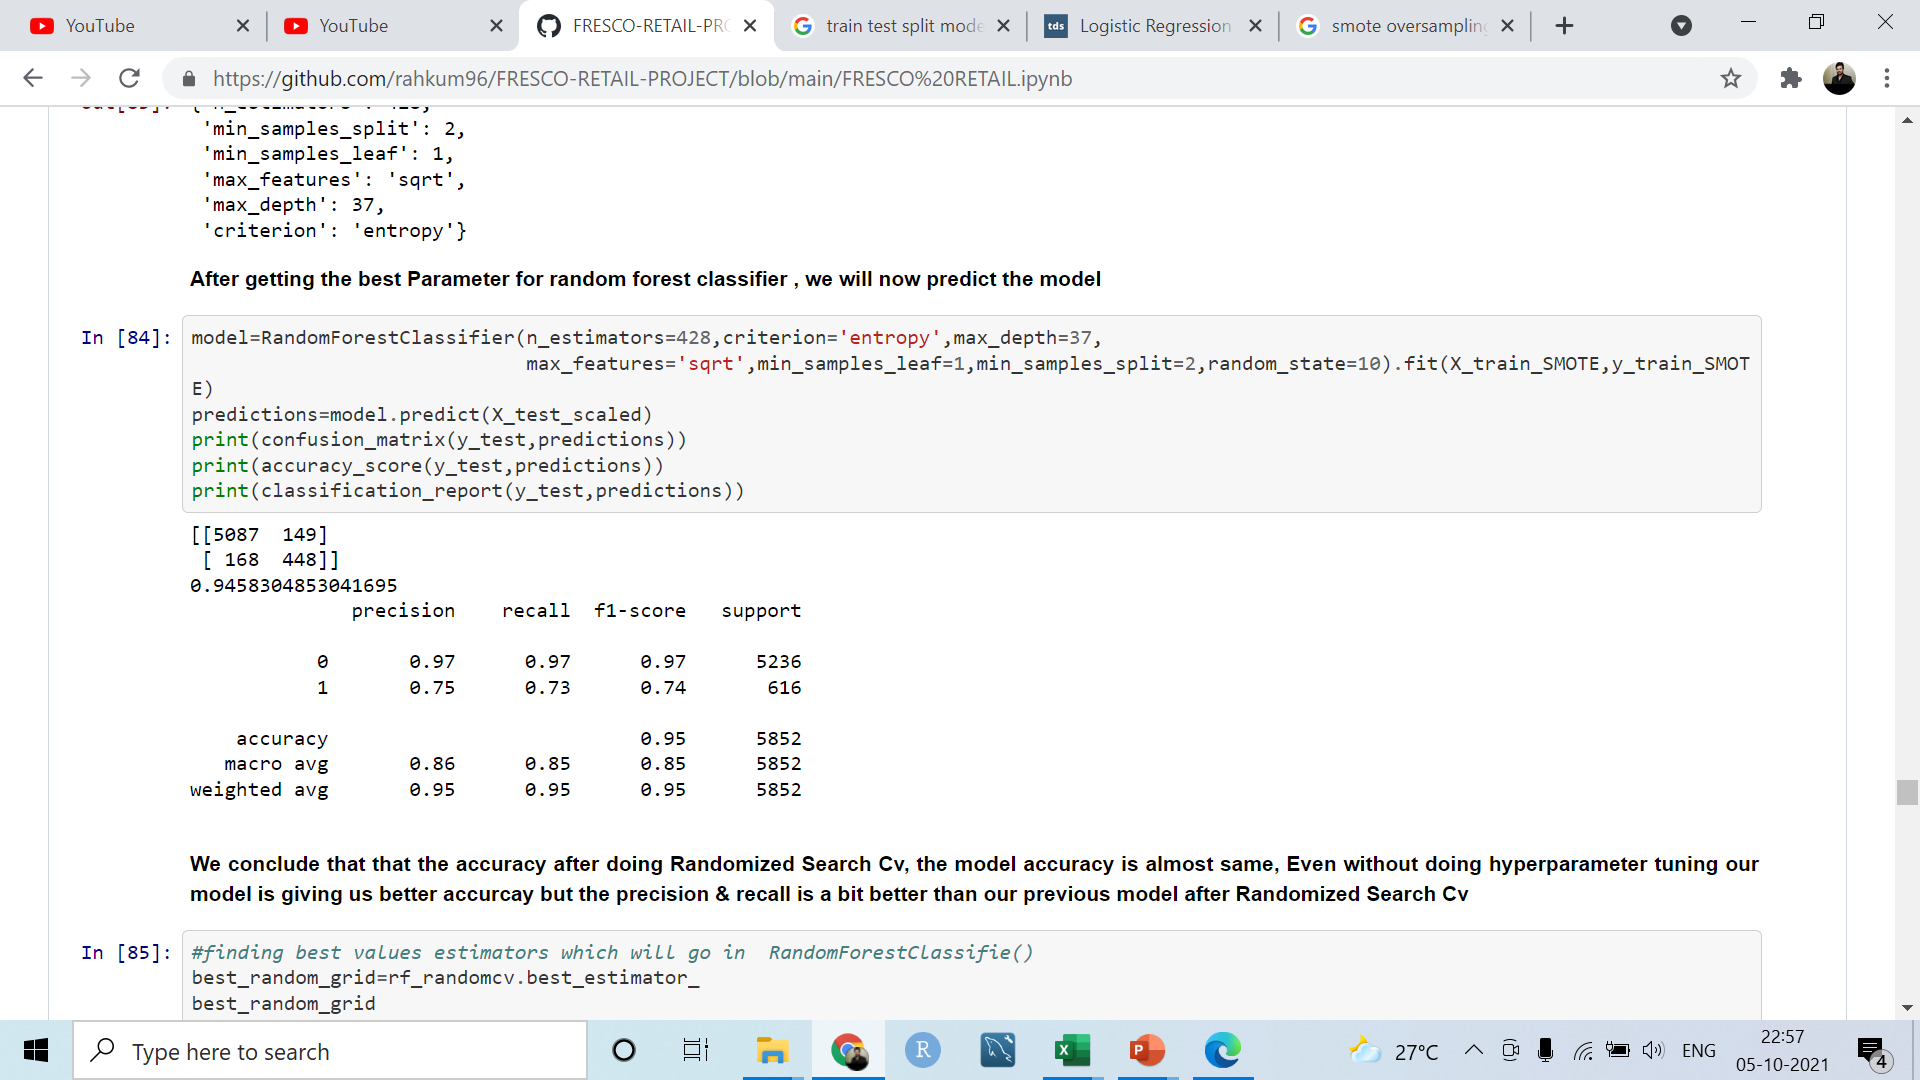 YouTube
YouTube
FRESCO-RETAIL-PRO
train test split mode
tds
Logistic Regression
smote oversampling
https://github.com/rahkum96/FRESCO-RETAIL-PROJECT/blob/main/FRESCO%20RETAIL.ipynb
'min_samples_split': 2,
'min_samples_leaf': 1,
'max_features': 'sqrt',
'max_depth': 37,
'criterion': 'entropy'}
After getting the best Parameter for random forest classifier , we will now predict the model
In [84]:
model=RandomForestClassifier(n_estimators=428,criterion='entropy',max_depth=37,
max_features='sqrt',min_samples_leaf=1,min_samples_split=2,random_state=10).fit(X_train_SMOTE,y_train_SMOT
E)
predictions=model.predict(X_test_scaled)
print(confusion_matrix(y_test,predictions))
print(accuracy_score(y_test,predictions))
print(classification_report(y_test,predictions))
[[5087 149]
[ 168 448]]
0.9458304853041695
precision recall f1-score support
0 0.97 0.97 0.97 5236
1 0.75 0.73 0.74 616
accuracy 0.95 5852
macro avg 0.86 0.85 0.85 5852
weighted avg 0.95 0.95 0.95 5852
We conclude that that the accuracy after doing Randomized Search Cv, the model accuracy is almost same, Even without doing hyperparameter tuning our
model is giving us better accurcay but the precision & recall is a bit better than our previous model after Randomized Search Cv
In [85]:
#finding best values estimators which will go in RandomForestClassifie()
best_random_grid=rf_randomcv.best_estimator_
best_random_grid
Type here to search
R
X
P
27°C
ENG
22:57
05-10-2021
4